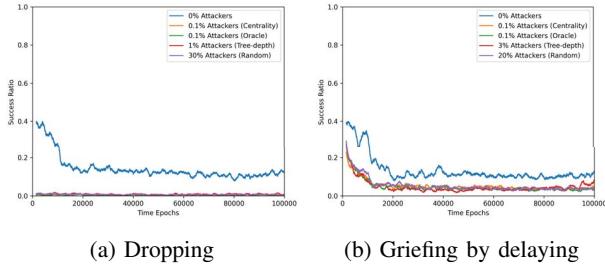 1.0
0.8
0.6
0.4
0.2
0.0
Success Ratio
0% Attackers
0.1% Attackers (Centrality)
0.1% Attackers (Oracle)
1% Attackers (Tree-depth)
30% Attackers (Random)
0 20000 40000 60000 80000 100000
Time Epochs
(a) Dropping
1.0
0.8
0.6
0.4
0.2
0.0
Success Ratio
0% Attackers
0.1% Attackers (Centrality)
0.1% Attackers (Oracle)
3% Attackers (Tree-depth)
20% Attackers (Random)
0 20000 40000 60000 80000 100000
Time Epochs
(b) Griefing by delaying